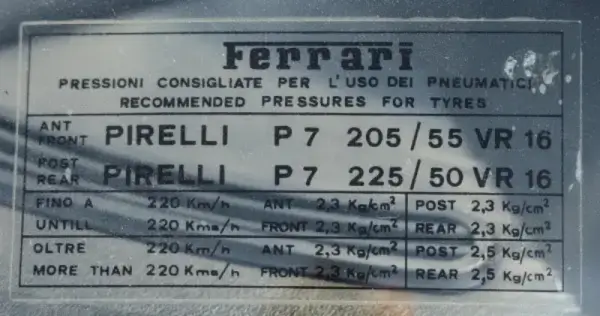 Ferrari
PRESSIONI CONSIGLIATE PER L'USO DEI PNEUMATICI
RECOMMENDED PRESSURES FOR TYRES
ANT
FRONT PIRELLI P7 205/55 VR 16
POST
REAR PIRELLI P7 225/50 VR 16
FINO A 220 Km/h ANT 2,3 Kg/cm² POST 2,3 Kg/cm²
UNTILL 220 Kms/h FRONT 2,3 Kg/cm² REAR 2,3 Kg/cm²
OLTRE 220 Km/h ANT 2,3 Kg/cm² POST 2,5 Kg/cm²
MORE THAN 220 Kms/h FRONT 2,3 Kg/cm² REAR 2,5 Kg/cm²